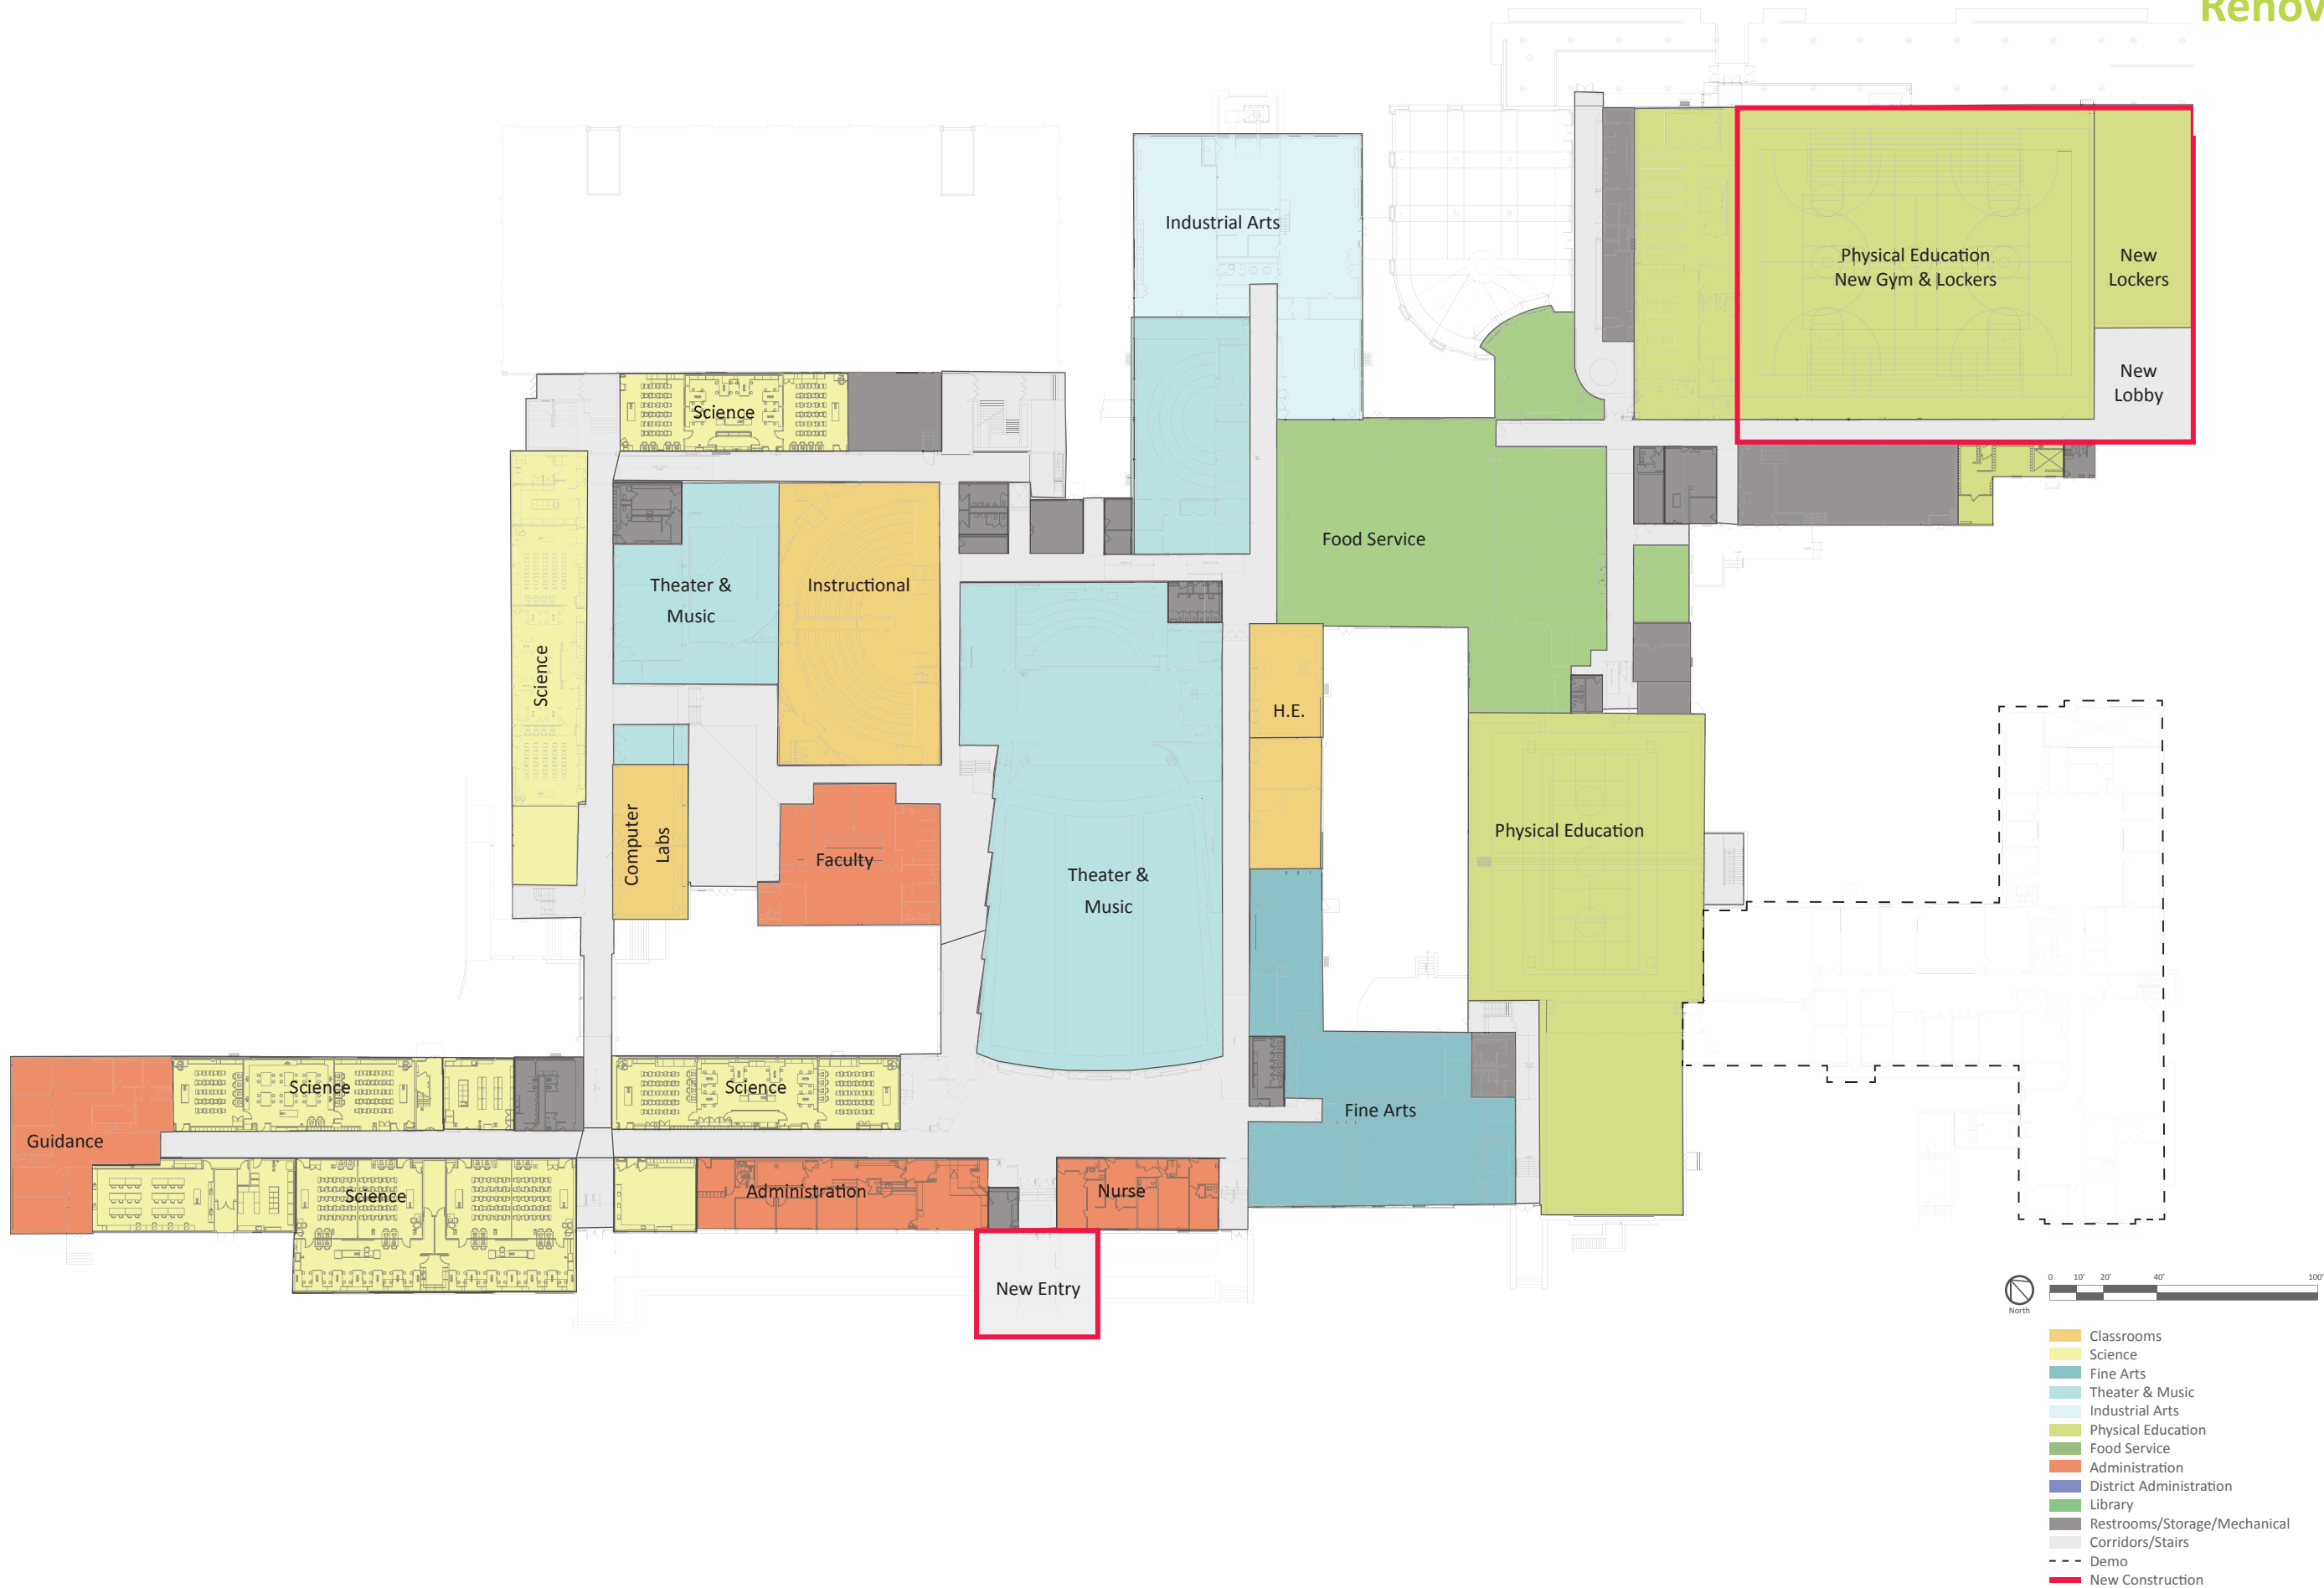 Renov
Industrial Arts
Physical Education
New Gym & Lockers
New
Lockers
New
Lobby
Science
Food Service
Theater &
Music
Instructional
Science
H.E.
Computer
Labs
Physical Education
Faculty
Theater &
Music
Science
Science
Fine Arts
Guidance
Science
Administration
Nurse
New Entry
North
0 10' 20' 40' 100'
Classrooms
Science
Fine Arts
Theater & Music
Industrial Arts
Physical Education
Food Service
Administration
District Administration
Library
Restrooms/Storage/Mechanical
Corridors/Stairs
Demo
New Construction